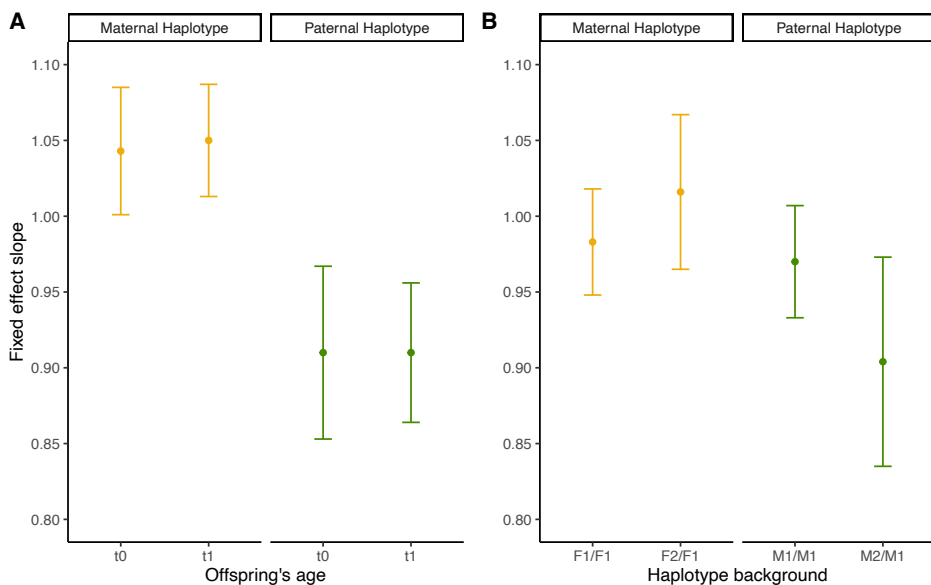 A
Maternal Haplotype
Paternal Haplotype
Fixed effect slope
1.10
1.05
1.00
0.95
0.90
0.85
0.80
t0
t1
t0
t1
Offspring's age
B
Maternal Haplotype
Paternal Haplotype
1.10
1.05
1.00
0.95
0.90
0.85
0.80
F1/F1
F2/F1
M1/M1
M2/M1
Haplotype background